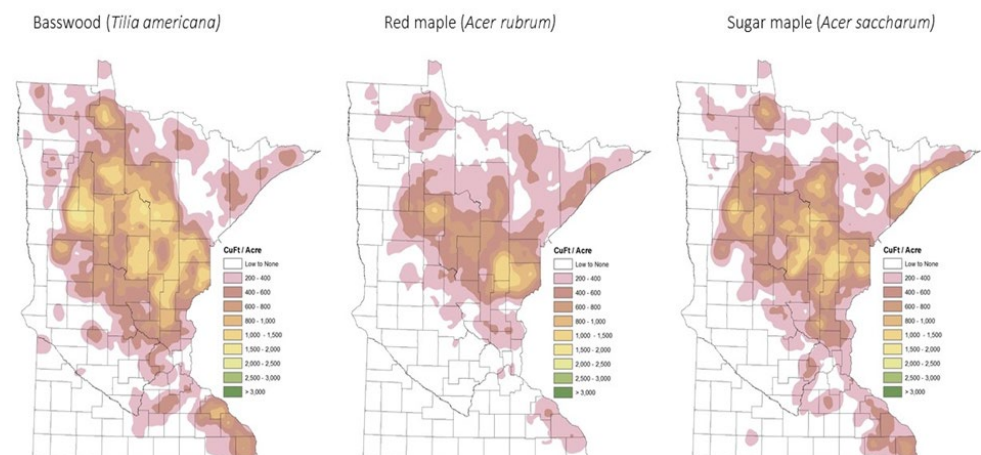 Basswood (Tilia americana)
Red maple (Acer rubrum)
Sugar maple (Acer saccharum)
CuFt / Acre
Low to None
200 - 400
400 - 600
600 - 800
800 - 1,000
1,000 - 1,500
1,500 - 2,000
2,000 - 2,500
2,500 - 3,000
> 3,000
CuFt / Acre
Low to None
200 - 400
400 - 600
600 - 800
800 - 1,000
1,000 - 1,500
1,500 - 2,000
2,000 - 2,500
2,500 - 3,000
> 3,000
CuFt / Acre
Low to None
200 - 400
400 - 600
600 - 800
800 - 1,000
1,000 - 1,500
1,500 - 2,000
2,000 - 2,500
2,500 - 3,000
> 3,000